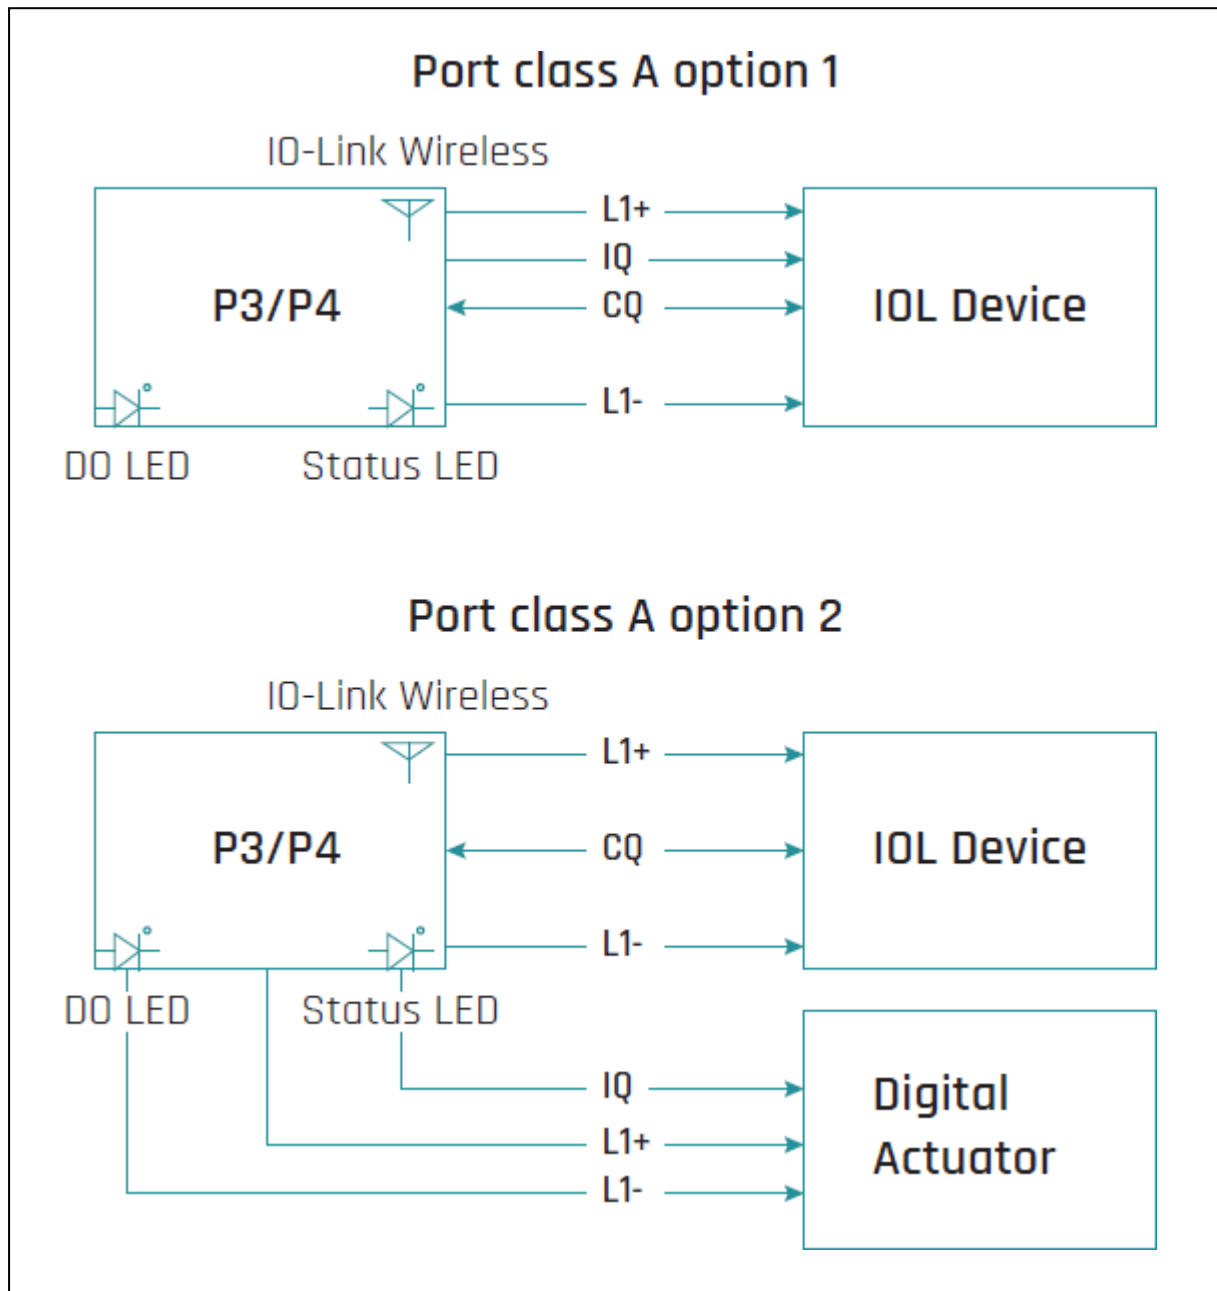 Port class A option 1
IO-Link Wireless
L1+
IQ
P3/P4
CQ
IOL Device
L1-
DO LED
Status LED
Port class A option 2
IO-Link Wireless
L1+
P3/P4
CQ
IOL Device
L1-
DO LED
Status LED
IQ
L1+
L1-
Digital
Actuator